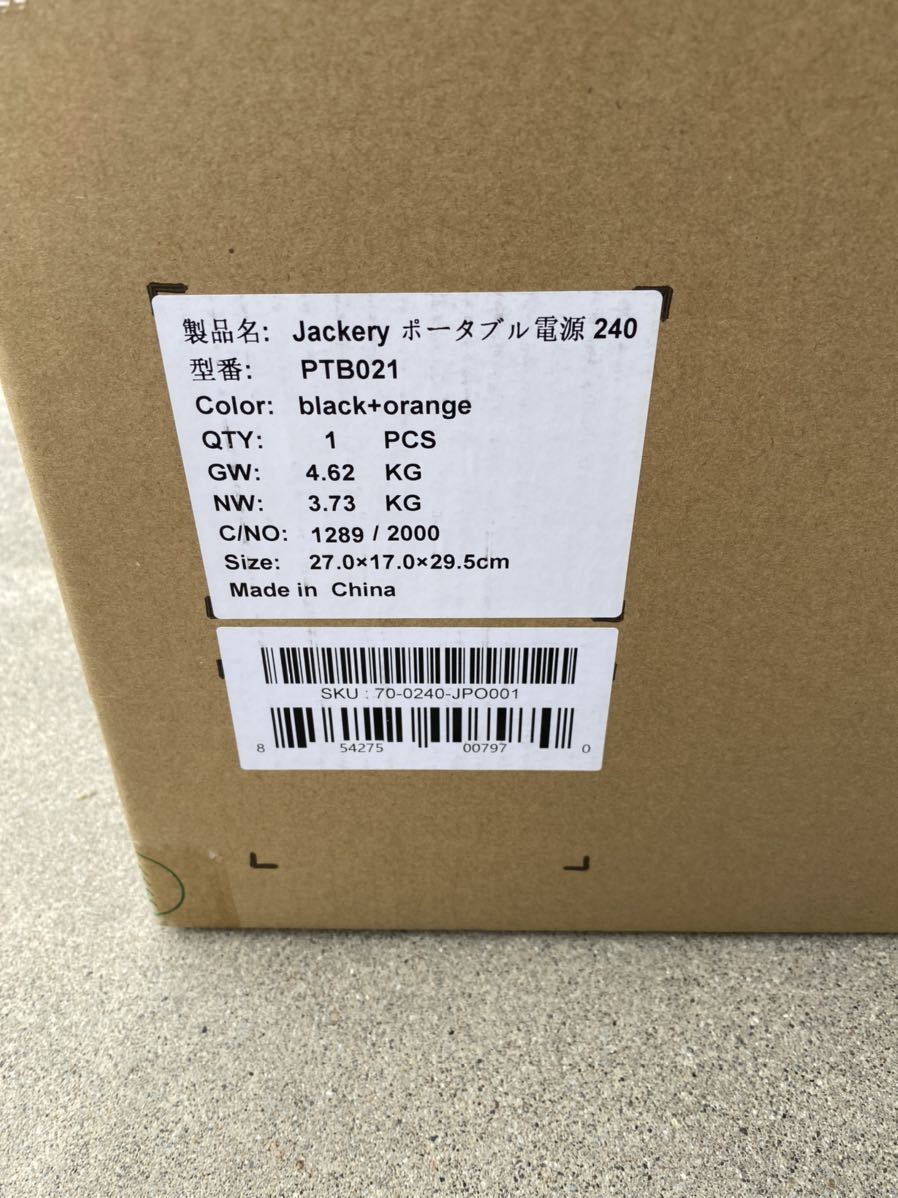 製品名: Jackery ポータブル電源 240
型番: PTB021
Color: black+orange
QTY: 1 PCS
GW: 4.62 KG
NW: 3.73 KG
C/NO: 1289 / 2000
Size: 27.0×17.0×29.5cm
Made in China
SKU : 70-0240-JPO001
8 54275 00797 0